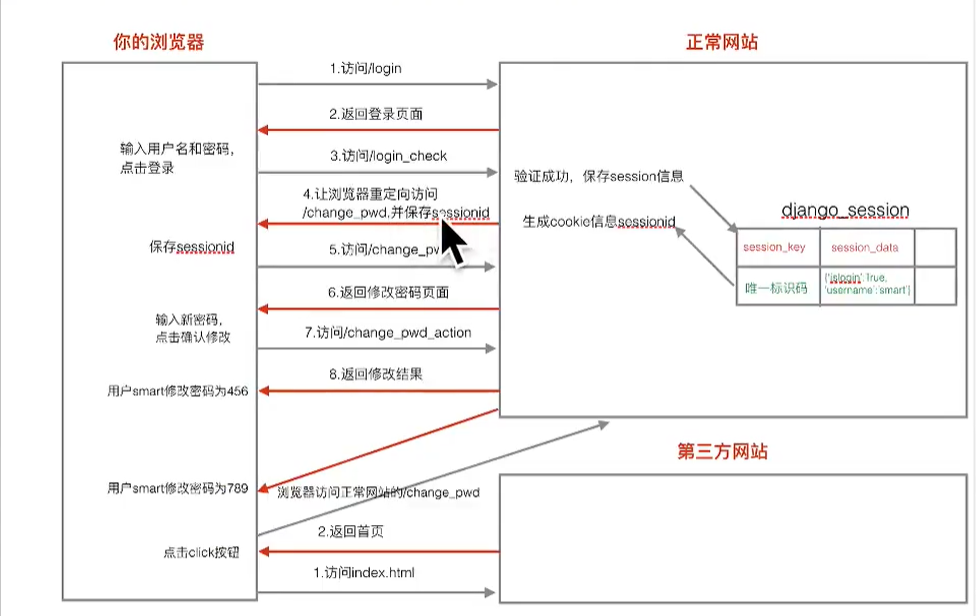 你的浏览器
正常网站
1.访问/login
2.返回登录页面
输入用户名和密码，
点击登录
3.访问/login_check
验证成功，保存session信息
4.让浏览器重定向访问
/change_pwd,并保存sessionid
生成cookie信息sossionid
django_session
session_key
session_data
保存sessionid
5.访问/change_pw
唯一标识码
{'islogin':True,
'username':'smart'}
6.返回修改密码页面
输入新密码，
点击确认修改
7.访问/change_pwd_action
8.返回修改结果
用户smart修改密码为456
第三方网站
用户smart修改密码为789
浏览器访问正常网站的/change_pwd
2.返回首页
点击click按钮
1.访问index.html